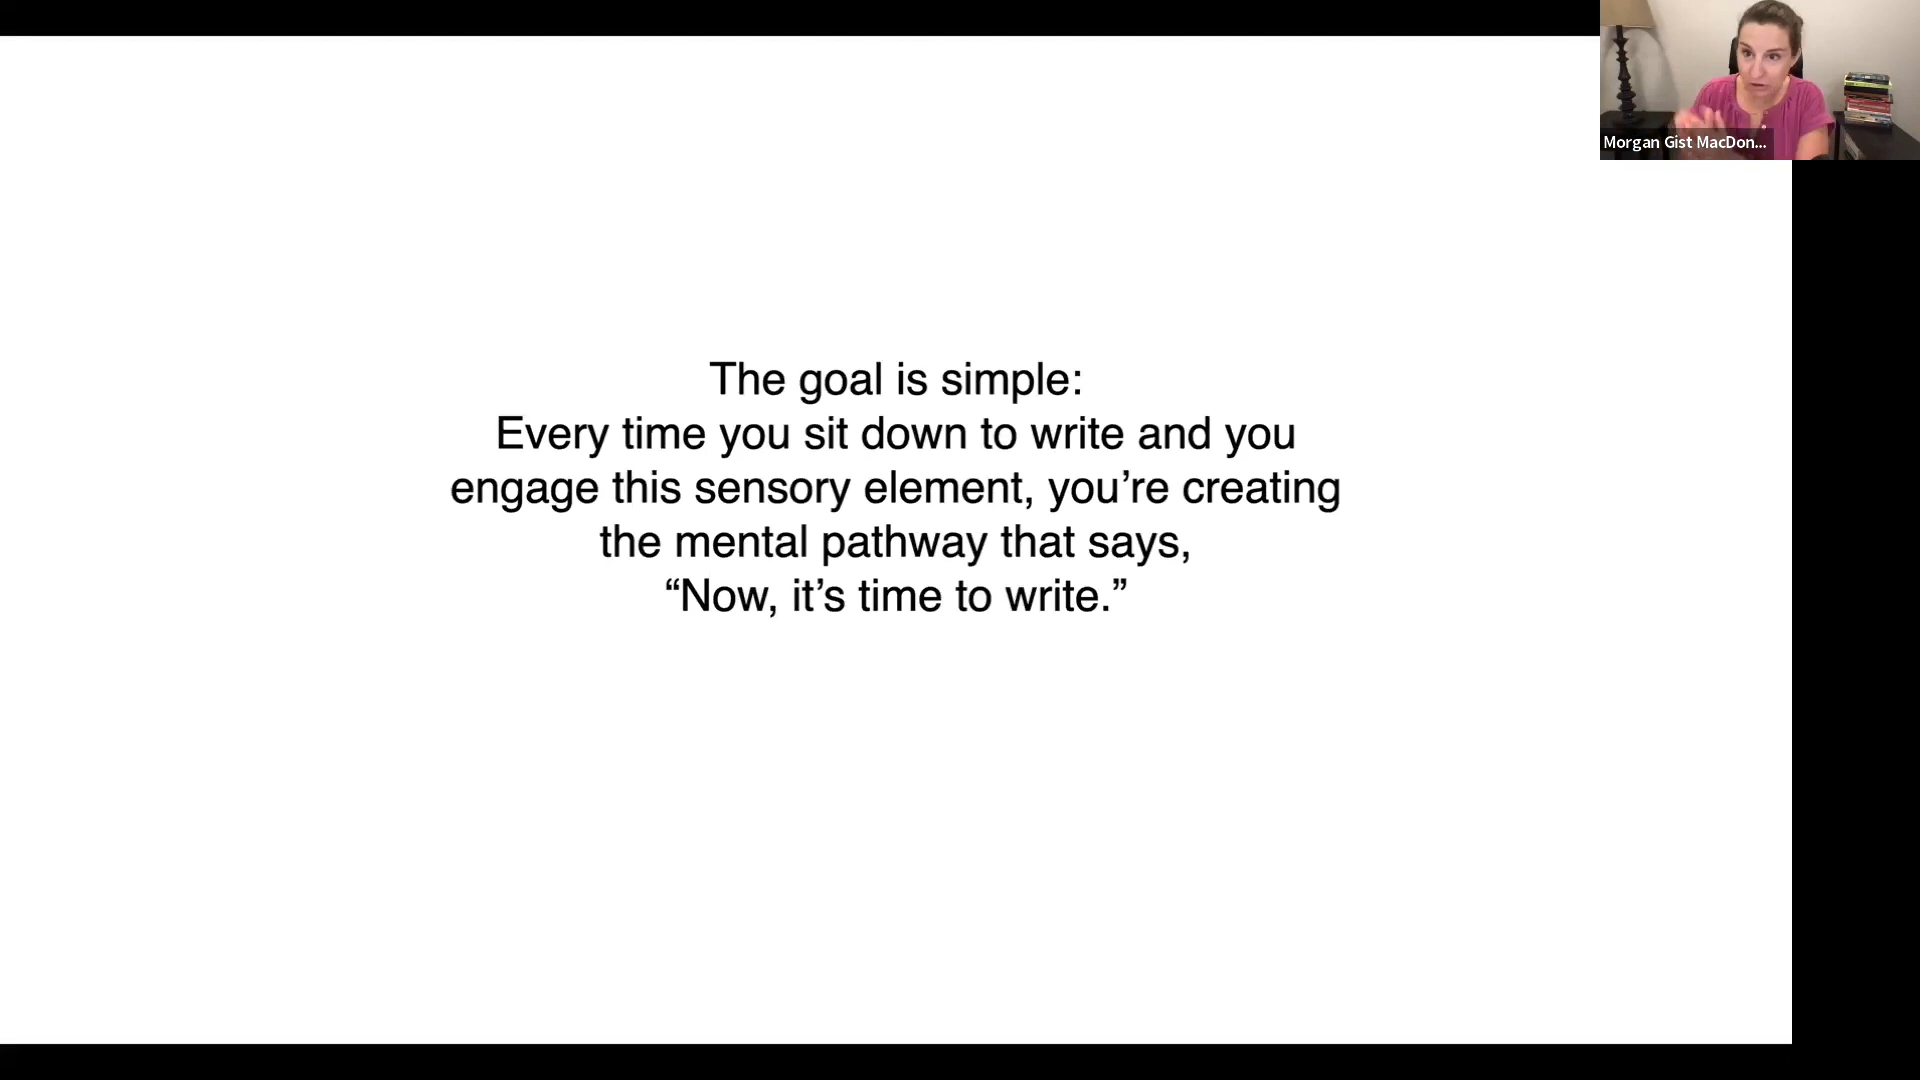 Morgan Gist MacDon...
The goal is simple:
Every time you sit down to write and you
engage this sensory element, you’re creating
the mental pathway that says,
“Now, it’s time to write.”